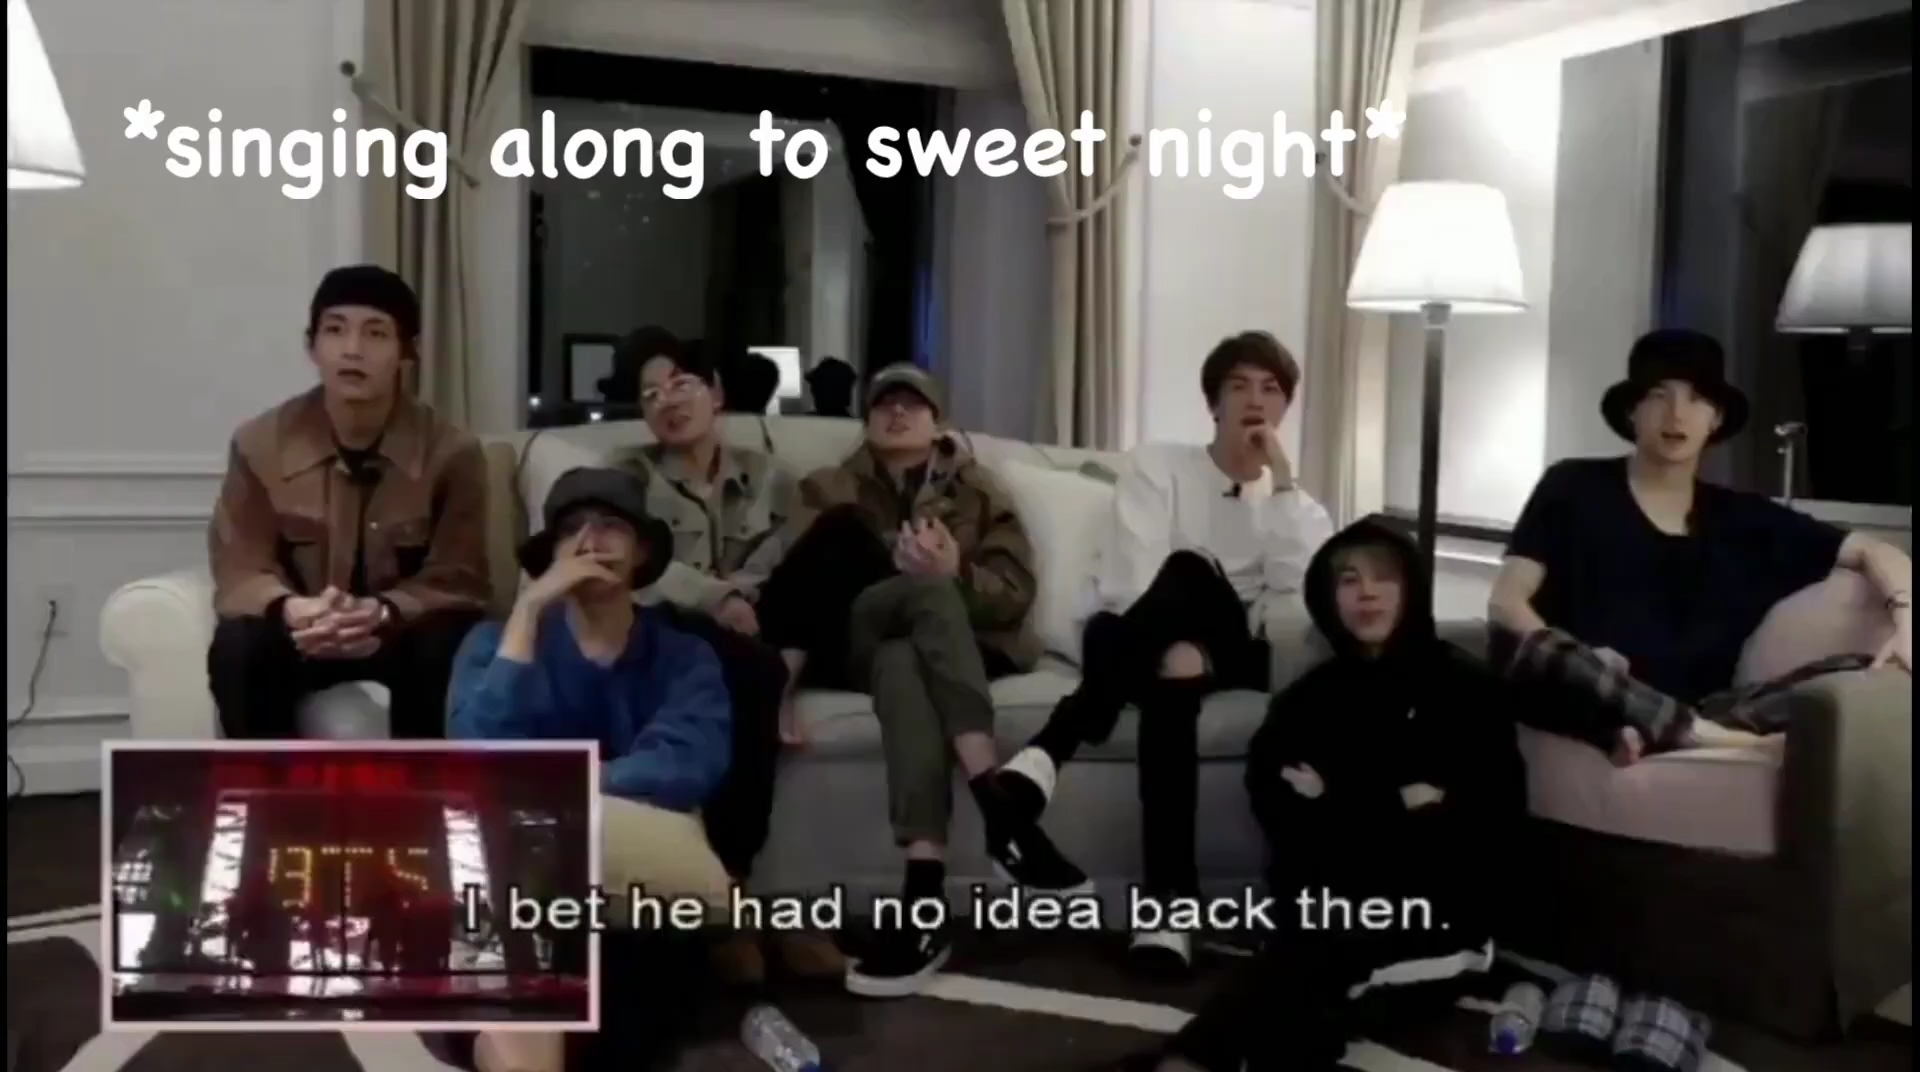 *singing along to sweet night*
BTS
I bet he had no idea back then.